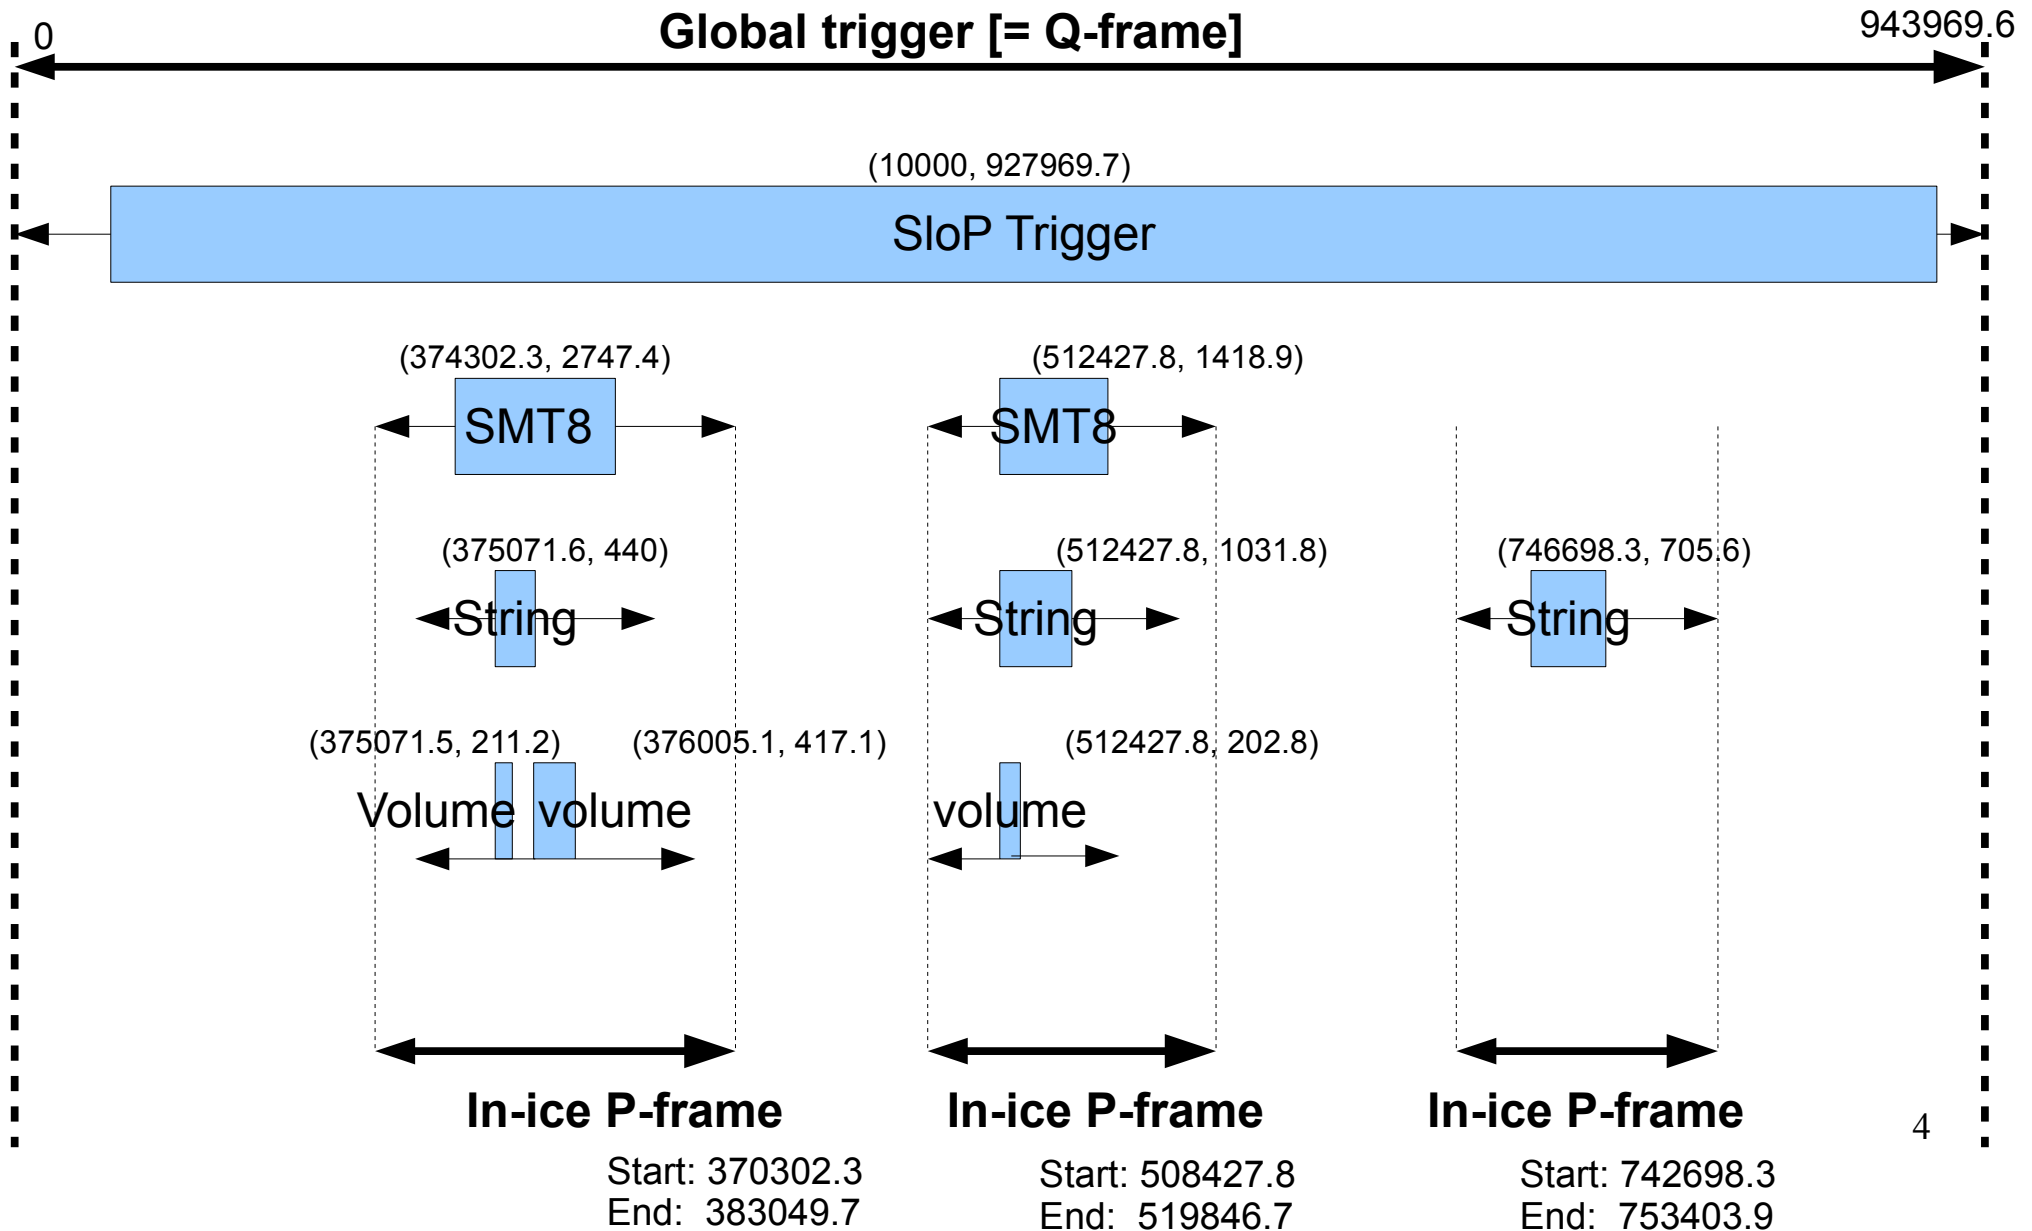 0
Global trigger [= Q-frame]
943969.6
(10000, 927969.7)
SloP Trigger
(374302.3, 2747.4)
(512427.8, 1418.9)
SMT8
SMT8
(375071.6, 440)
(512427.8, 1031.8)
(746698.3, 705.6)
String
String
String
(375071.5, 211.2)
(376005.1, 417.1)
(512427.8, 202.8)
Volume
volume
volume
In-ice P-frame
In-ice P-frame
In-ice P-frame
4
Start: 370302.3
End: 383049.7
Start: 508427.8
End: 519846.7
Start: 742698.3
End: 753403.9